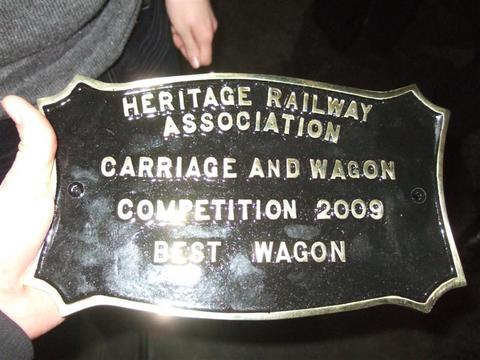 HERITAGE RAILWAY
ASSOCIATION
CARRIAGE AND WAGON
COMPETITION 2009
BEST WAGON